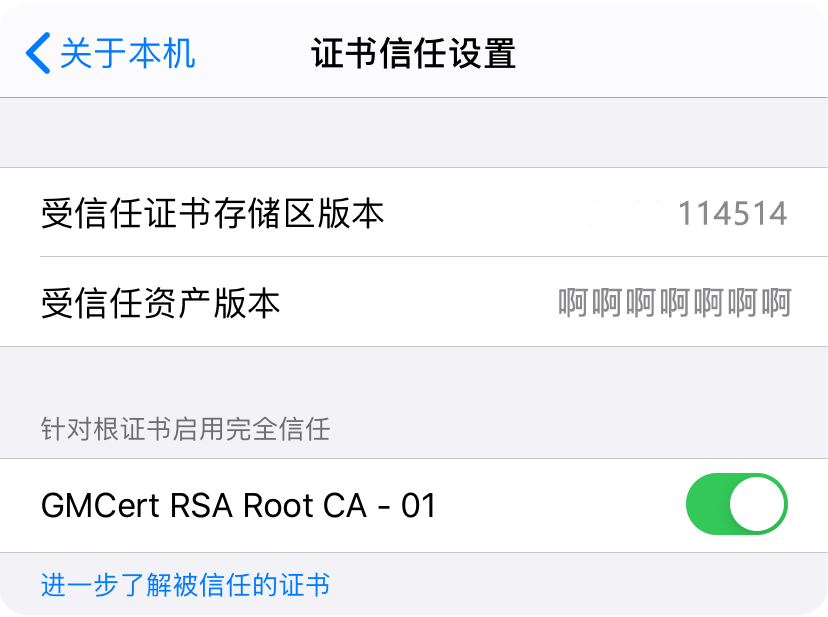 关于本机 证书信任设置
受信任证书存储区版本 114514
受信任资产版本 啊啊啊啊啊啊啊
针对根证书启用完全信任
GMCert RSA Root CA - 01
进一步了解被信任的证书